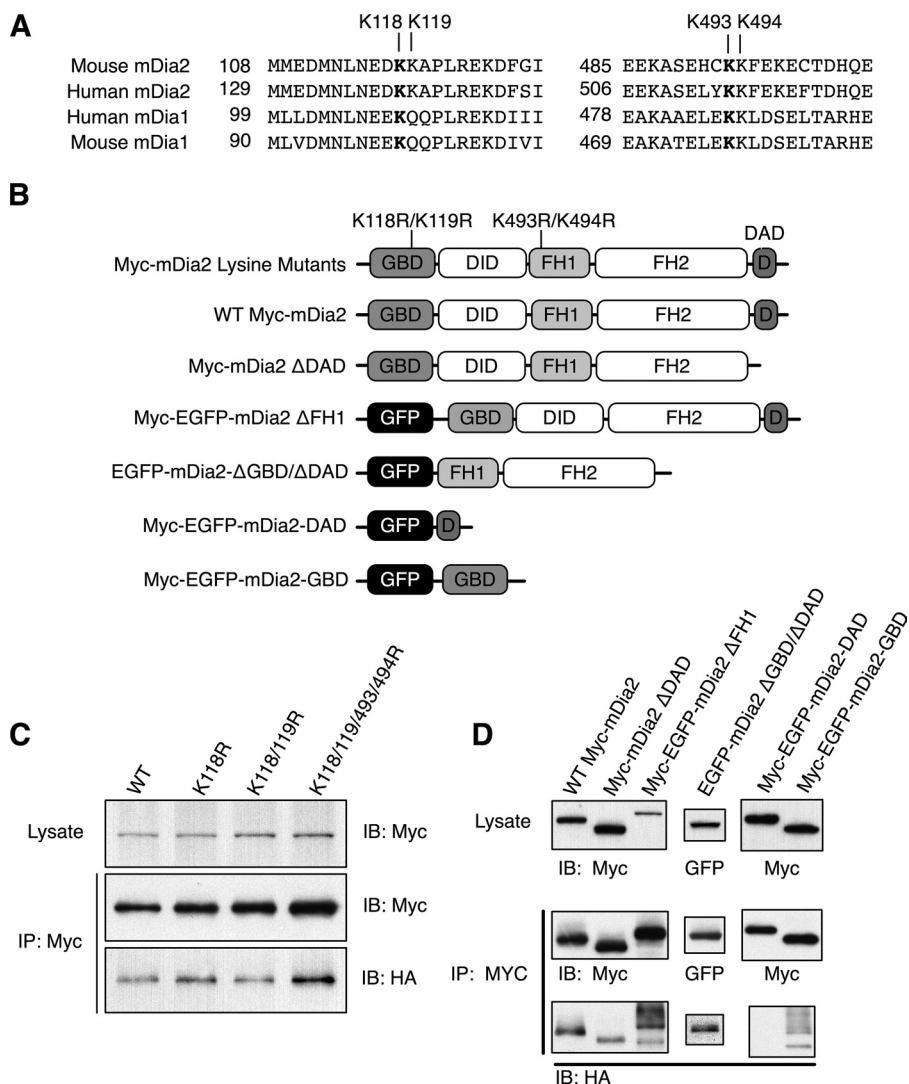 A
K118 K119 K493 K494
Mouse mDia2 108 MMEDMNLNEDKKAPLREKDFGI 485 EEKASEHCKKFEKECTDHQE
Human mDia2 129 MMEDMNLNEDKKAPLREKDFSI 506 EEKASELYKKFEKEFTDHQE
Human mDia1 99 MLLDMNLNEEKQQPLREKDIII 478 EAKAAELEKKLDSELTARHE
Mouse mDia1 90 MLVDMNLNEEKQQPLREKDIVI 469 EAKATELEKKLDSELTARHE
B
K118R/K119R K493R/K494R DAD
Myc-mDia2 Lysine Mutants GBD DID FH1 FH2 D
WT Myc-mDia2 GBD DID FH1 FH2 D
Myc-mDia2 ΔDAD GBD DID FH1 FH2
Myc-EGFP-mDia2 ΔFH1 GFP GBD DID FH2 D
EGFP-mDia2-ΔGBD/ΔDAD GFP FH1 FH2
Myc-EGFP-mDia2-DAD GFP D
Myc-EGFP-mDia2-GBD GFP GBD
C
WT K118R K118/119R K118/119/493/494R
Lysate IB: Myc
IP: Myc
IB: Myc
IB: HA
D
WT Myc-mDia2
Myc-mDia2 ΔDAD
Myc-EGFP-mDia2 ΔFH1
EGFP-mDia2 ΔGBD/ΔDAD
Myc-EGFP-mDia2-DAD
Myc-EGFP-mDia2-GBD
Lysate
IB: Myc GFP Myc
IP: MYC
IB: Myc GFP Myc
IB: HA